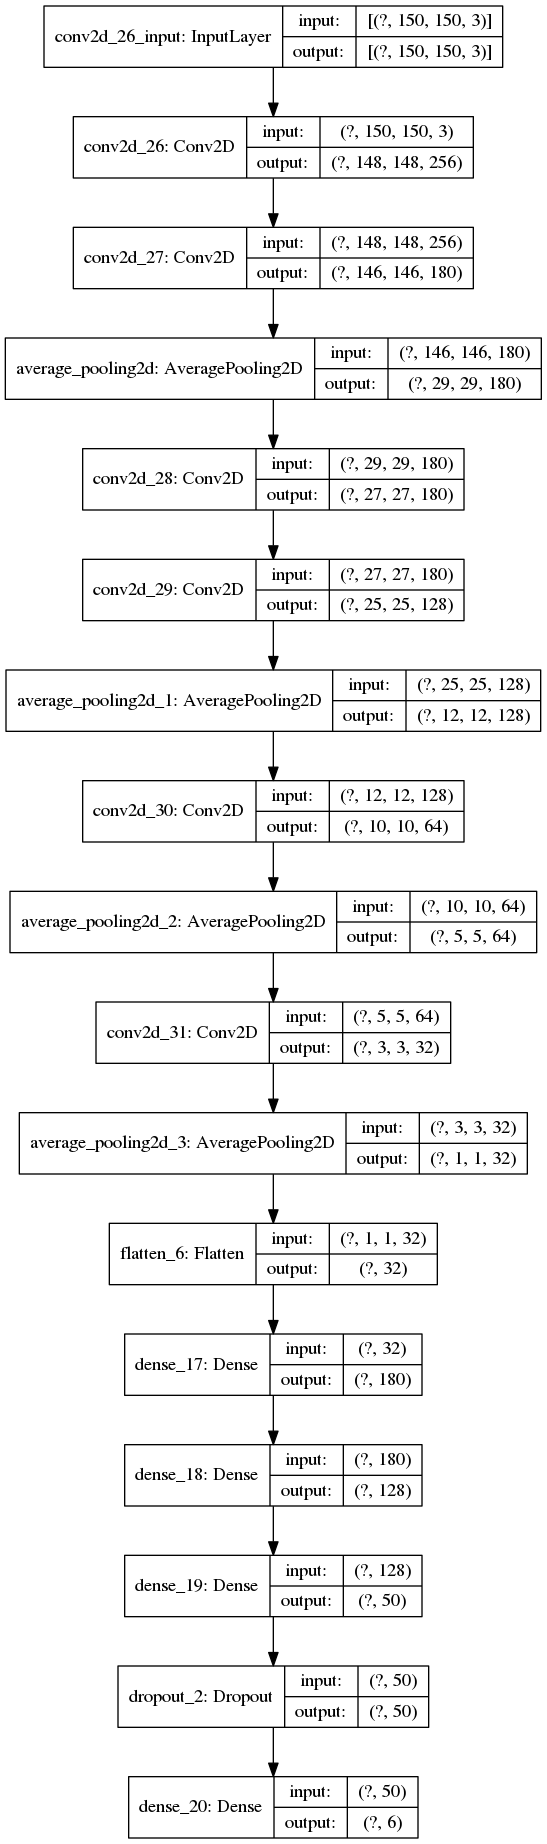 conv2d_26_input: InputLayer
input: [(?, 150, 150, 3)]
output: [(?, 150, 150, 3)]
conv2d_26: Conv2D
input: (?, 150, 150, 3)
output: (?, 148, 148, 256)
conv2d_27: Conv2D
input: (?, 148, 148, 256)
output: (?, 146, 146, 180)
average_pooling2d: AveragePooling2D
input: (?, 146, 146, 180)
output: (?, 29, 29, 180)
conv2d_28: Conv2D
input: (?, 29, 29, 180)
output: (?, 27, 27, 180)
conv2d_29: Conv2D
input: (?, 27, 27, 180)
output: (?, 25, 25, 128)
average_pooling2d_1: AveragePooling2D
input: (?, 25, 25, 128)
output: (?, 12, 12, 128)
conv2d_30: Conv2D
input: (?, 12, 12, 128)
output: (?, 10, 10, 64)
average_pooling2d_2: AveragePooling2D
input: (?, 10, 10, 64)
output: (?, 5, 5, 64)
conv2d_31: Conv2D
input: (?, 5, 5, 64)
output: (?, 3, 3, 32)
average_pooling2d_3: AveragePooling2D
input: (?, 3, 3, 32)
output: (?, 1, 1, 32)
flatten_6: Flatten
input: (?, 1, 1, 32)
output: (?, 32)
dense_17: Dense
input: (?, 32)
output: (?, 180)
dense_18: Dense
input: (?, 180)
output: (?, 128)
dense_19: Dense
input: (?, 128)
output: (?, 50)
dropout_2: Dropout
input: (?, 50)
output: (?, 50)
dense_20: Dense
input: (?, 50)
output: (?, 6)